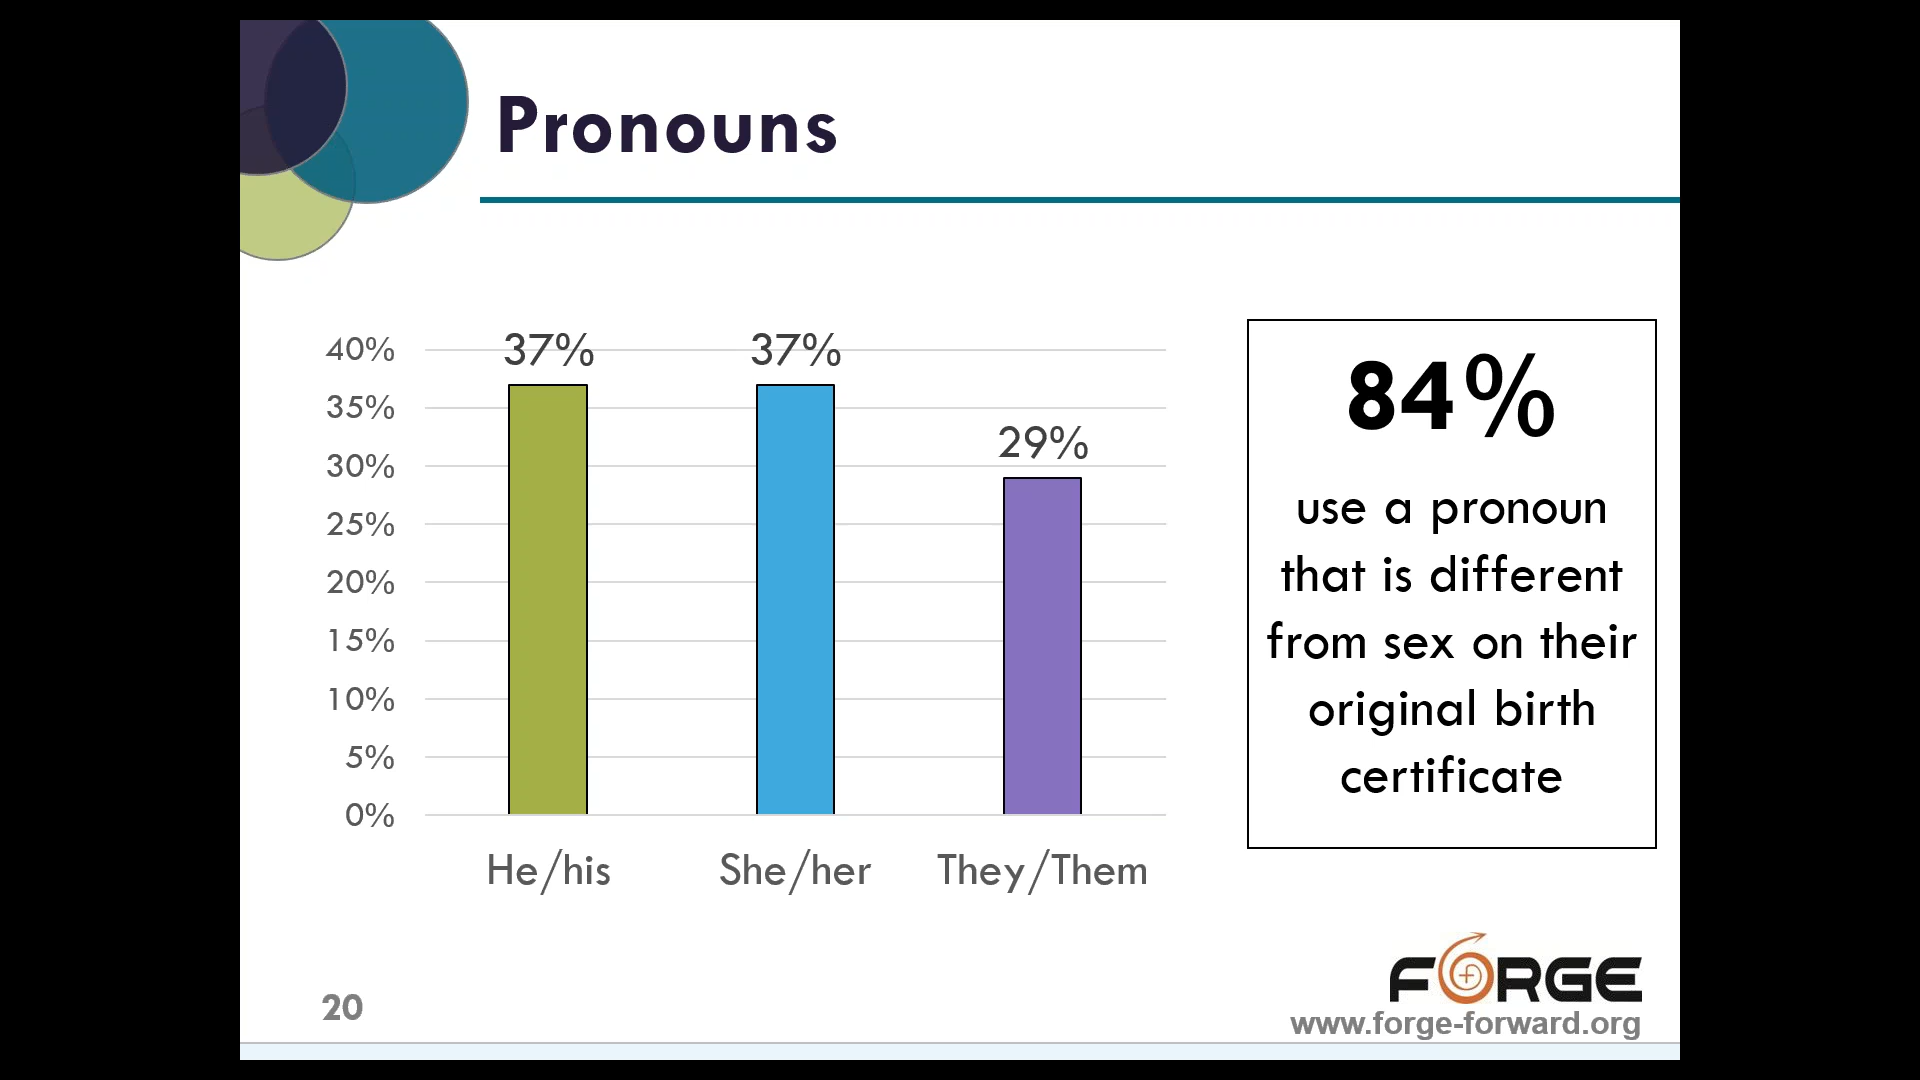 Pronouns
40%
35%
30%
25%
20%
15%
10%
5%
0%
37%
37%
29%
He/his
She/her
They/Them
84%
use a pronoun
that is different
from sex on their
original birth
certificate
20
FORGE
www.forge-forward.org